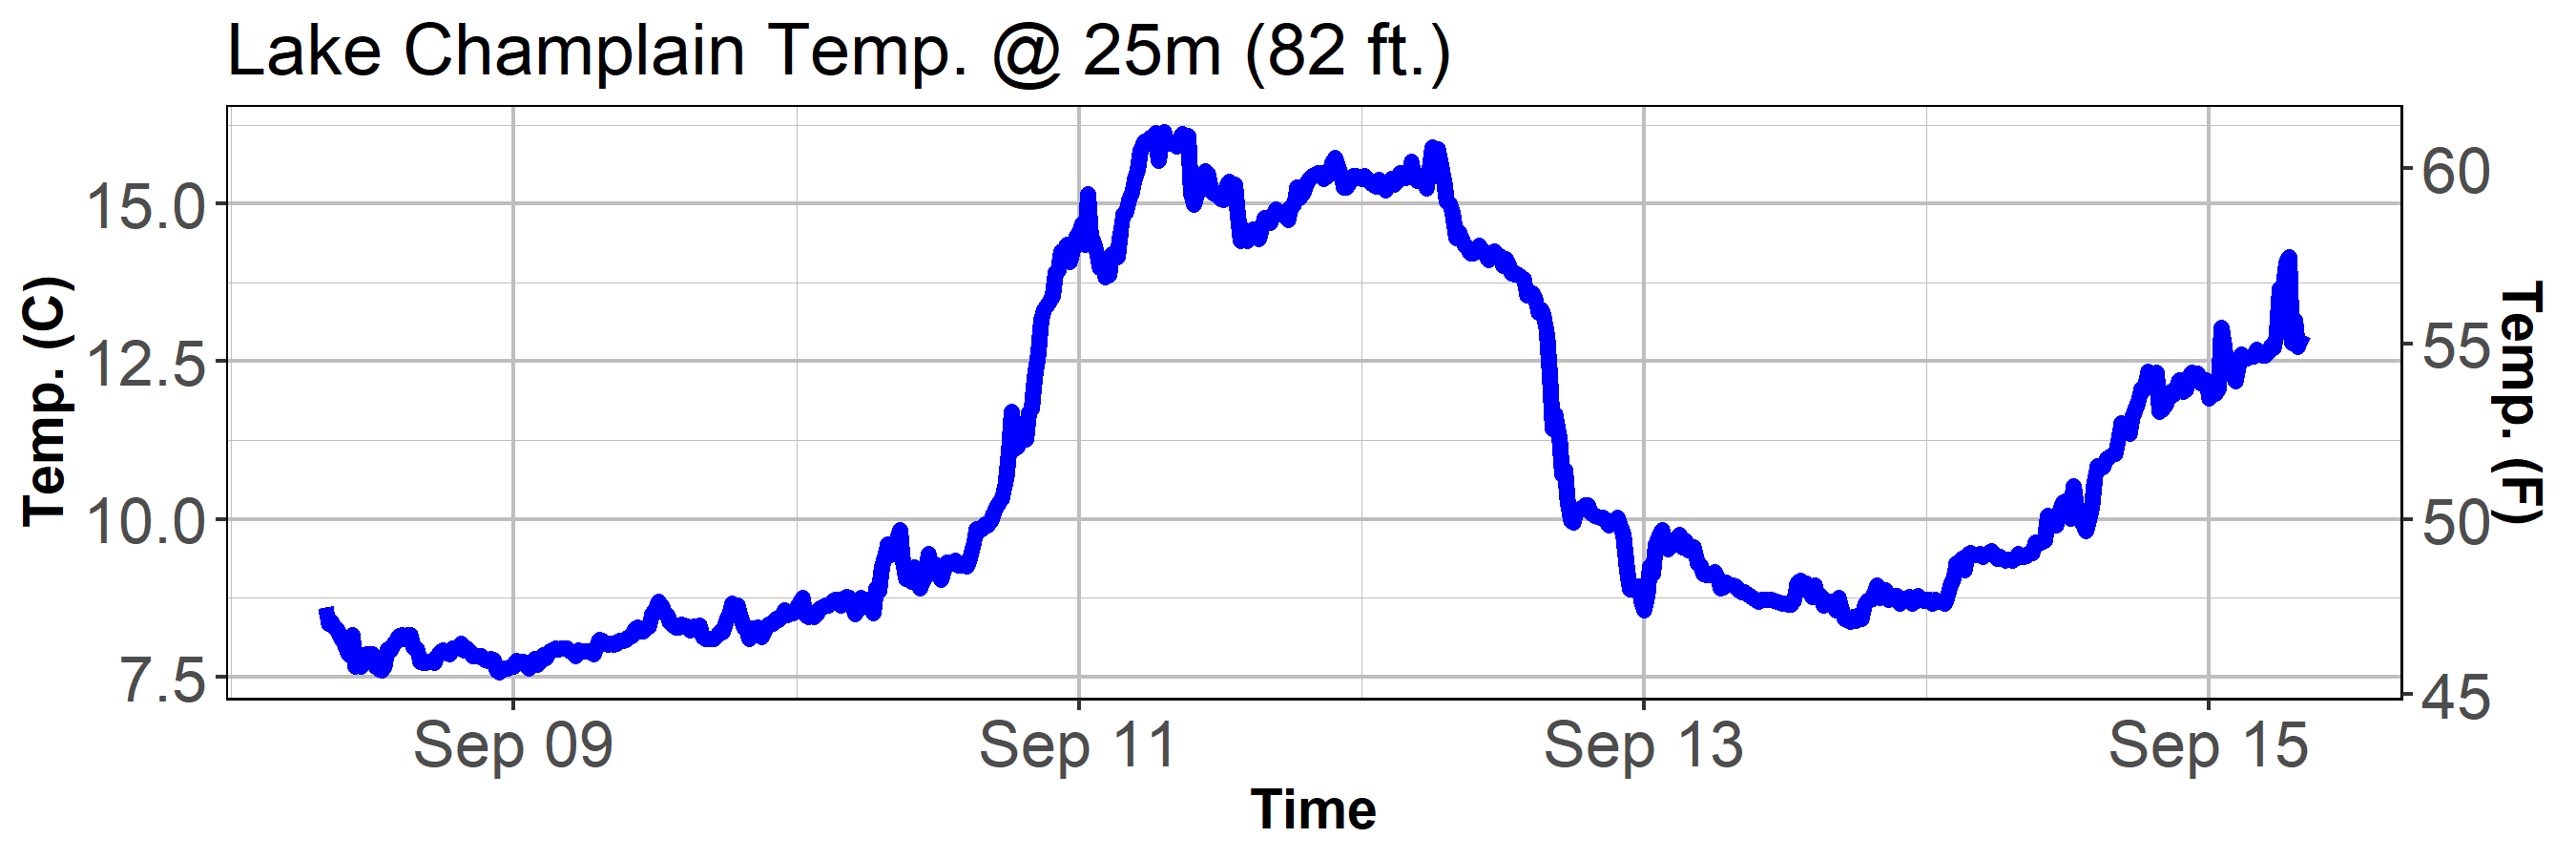 Lake Champlain Temp. @ 25m (82 ft.)
Temp. (C)
15.0
12.5
10.0
7.5
60
55
50
45
Temp. (F)
Sep 09
Sep 11
Sep 13
Sep 15
Time